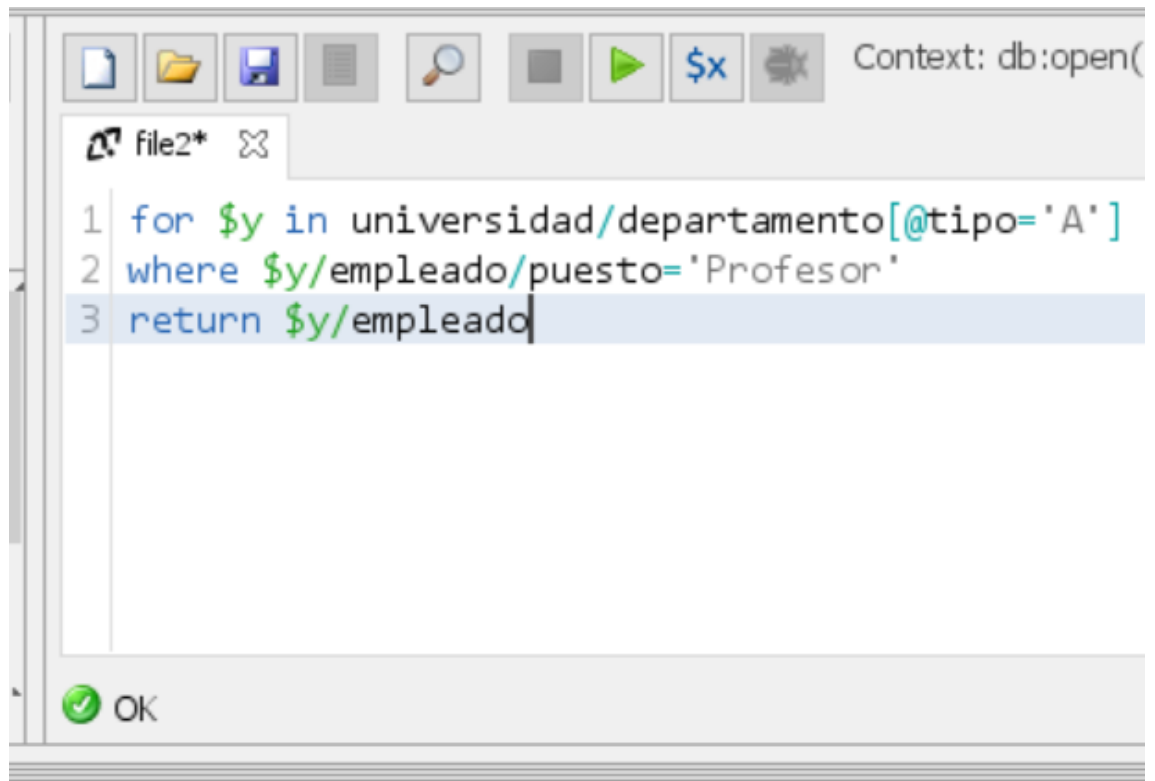 $x Context: db:open(
file2*
1 for $y in universidad/departamento[@tipo='A']
2 where $y/empleado/puesto='Profesor'
3 return $y/empleado
OK